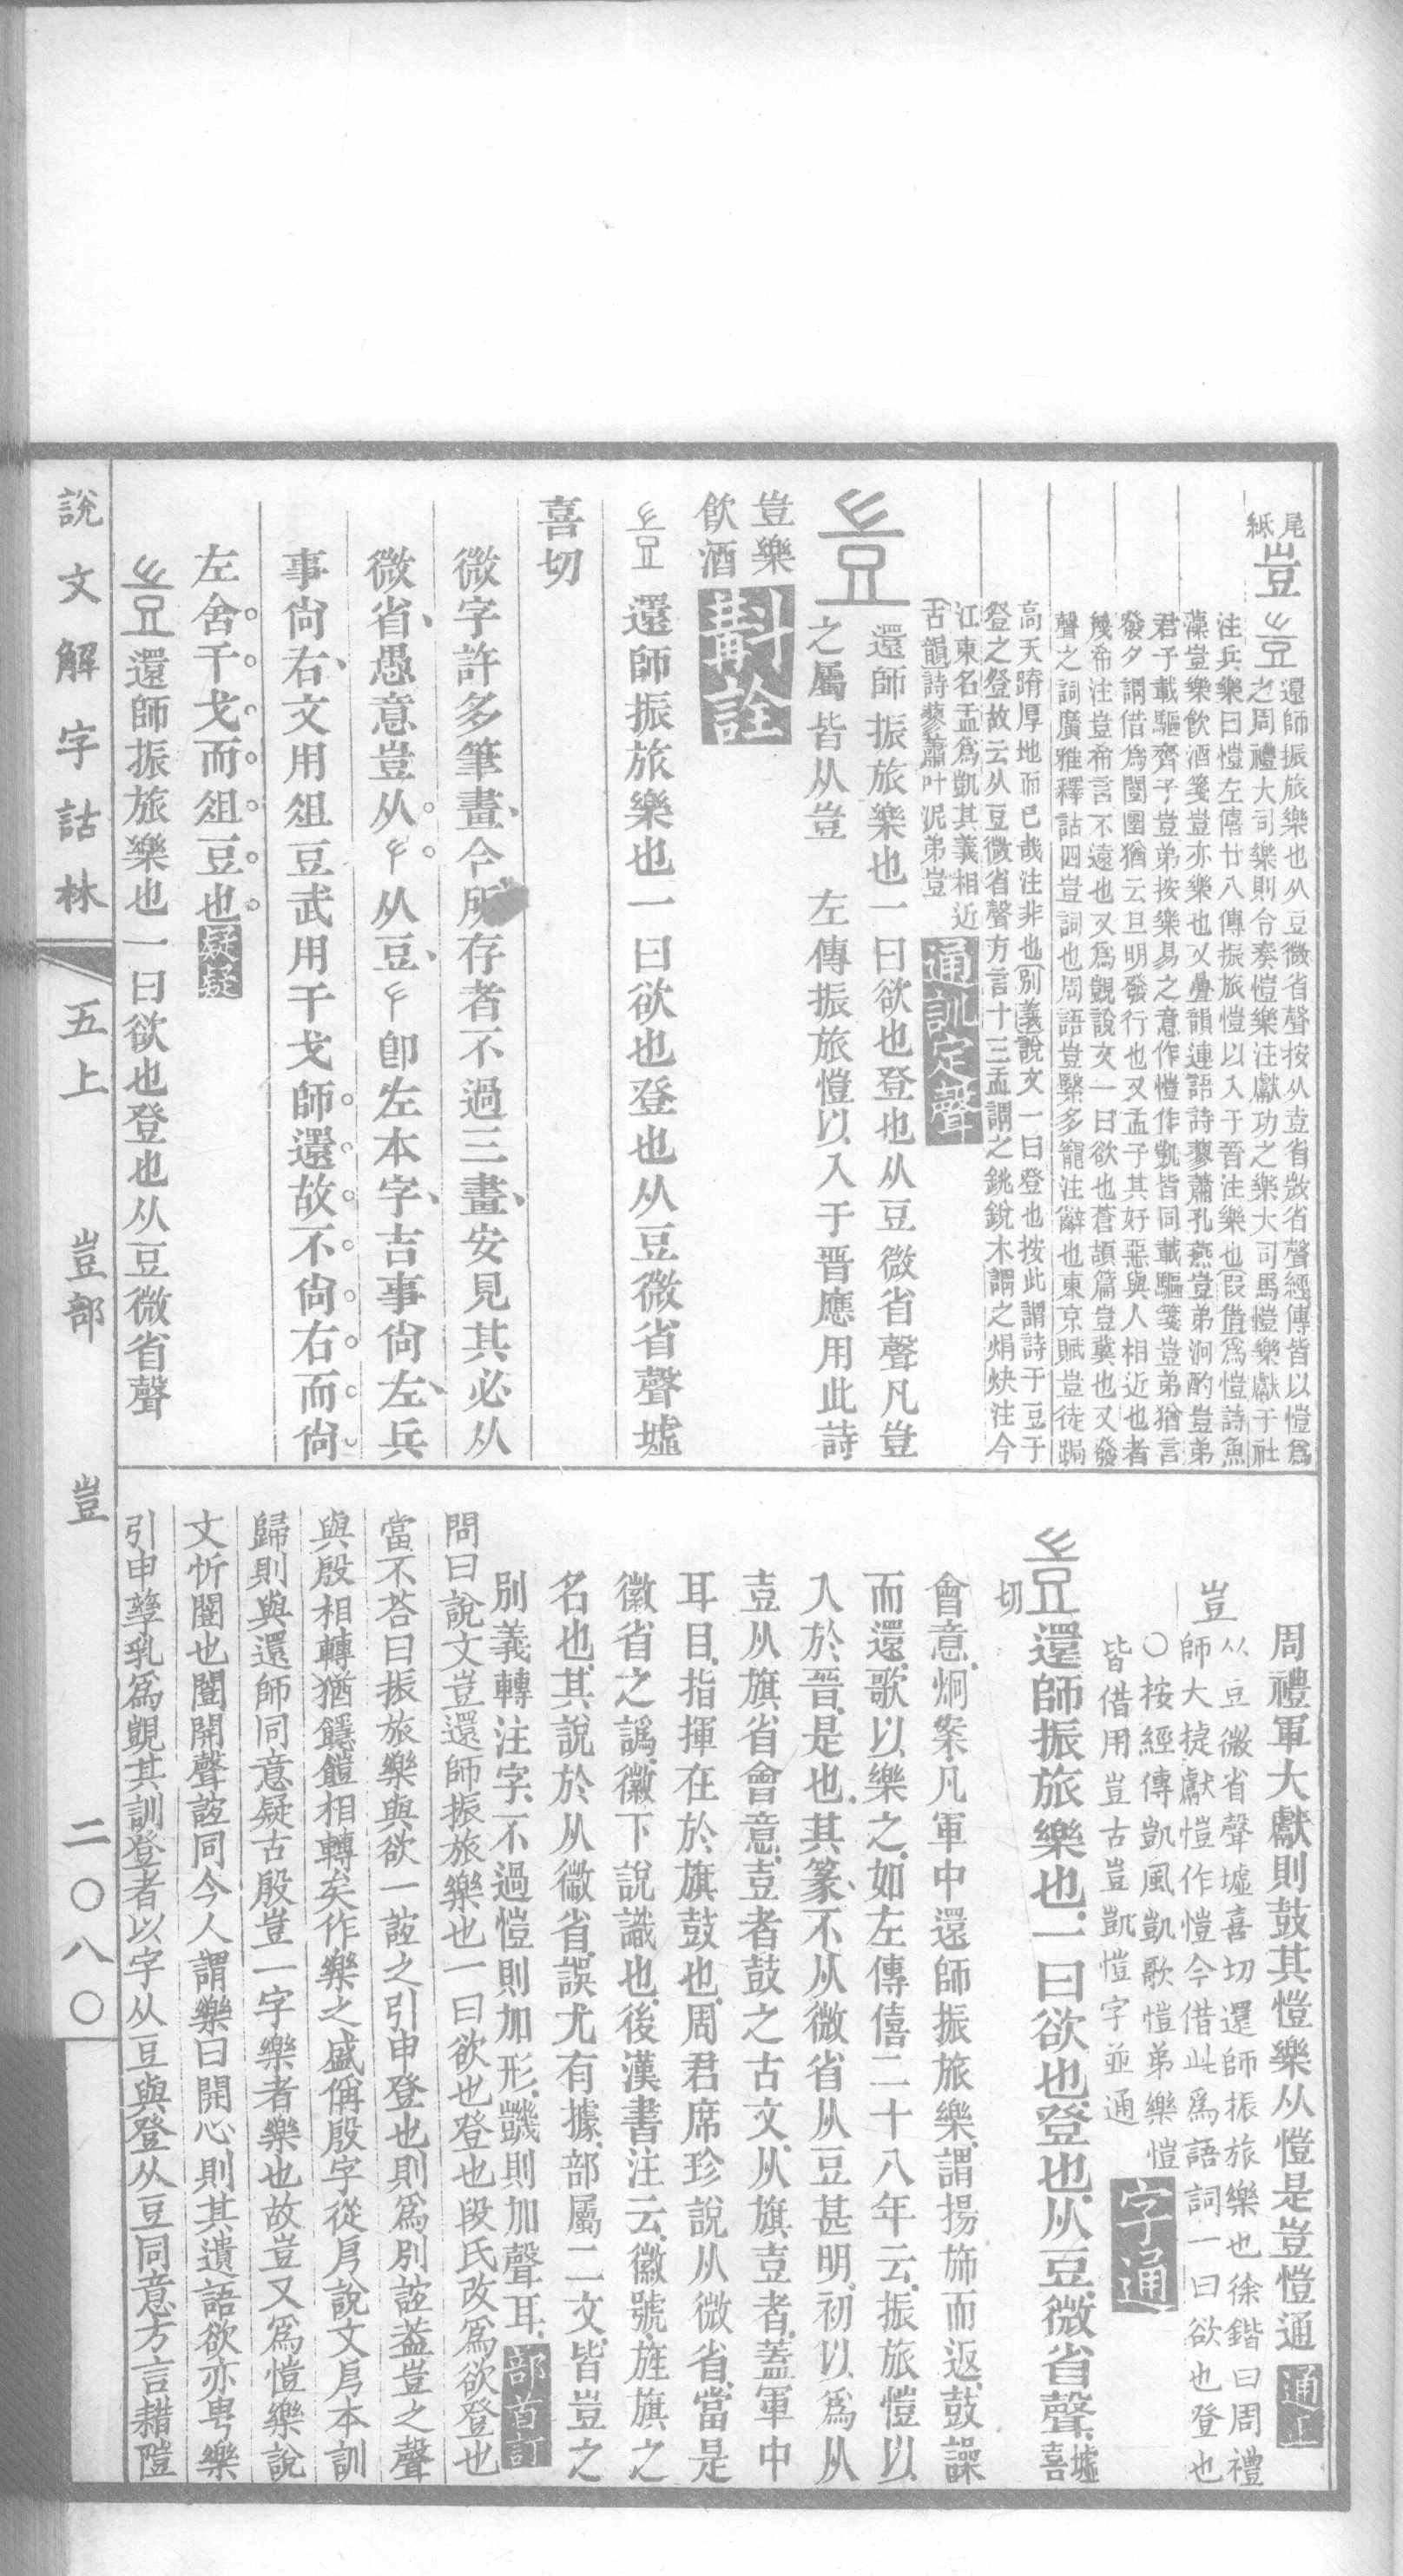 尾紙
豈 還師振旅樂也从豆微省聲按从壴省𢼸省聲經傳皆以愷爲
之周禮大司樂則令奏愷樂注獻功之樂大司馬愷樂獻于社
注兵樂曰愷左僖廿八傳振旅愷以入于晉注樂也叚借爲愷詩魚
藻豈樂飲酒箋豈亦樂也又疊韻連語詩蓼蕭孔燕豈弟泂酌豈弟
君子載驅齊子豈弟按樂易之意作愷作凱皆同載驅箋豈弟猶言
發夕謂借爲闓圛猶云旦明發行也又孟子其好惡與人相近也者
幾希注豈希言不遠也又爲覬說文一曰欲也蒼頡篇豈冀也又發
聲之詞廣雅釋詁四豈詞也周語豈繄多寵注辭也東京賦豈徒跼
高天蹐厚地而已哉注非也別義說文一曰登也按此謂詩于豆于
登之登故云从豆微省聲方言十三盂謂之銚銳木謂之㭒抉注今
江東名盂爲凱其義相近
古韻詩蓼蕭叶泥弟豈 通訓定聲
還師振旅樂也一曰欲也登也从豆微省聲凡豈
之屬皆从豈 左傳振旅愷以入于晉應用此詩
豈樂
飲酒 斠詮
還師振旅樂也一曰欲也登也从豆微省聲墟
喜切
微字許多筆畫今所存者不過三畫安見其必从
微省愚意豈从𠂇从豆𠂇卽左本字吉事尙左兵
事尙右文用俎豆武用干戈師還故不尙右而尙
左舍干戈而俎豆也 疑疑
還師振旅樂也一曰欲也登也从豆微省聲
周禮軍大獻則鼓其愷樂从愷是豈愷通 通工
豈 从豆微省聲墟喜切還師振旅樂也徐鍇曰周禮
師大捷獻愷作愷今借此爲語詞一曰欲也登也
○按經傳凱風凱歌愷弟樂愷
皆借用豈古豈凱愷字並通 字通
還師振旅樂也一曰欲也登也从豆微省聲墟喜
切
會意炯案凡軍中還師振旅樂謂揚斾而返鼓譟
而還歌以樂之如左傳僖二十八年云振旅愷以
入於晉是也其篆不从微省从豆甚明初以爲从
壴从旗省會意壴者鼓之古文从旗壴者蓋軍中
耳目指揮在於旗鼓也周君席珍說从微省當是
徽省之譌徽下說識也後漢書注云徽號旌旗之
名也其說於从徽省誤尤有據部屬二文皆豈之
別義轉注字不過愷則加形𧯆則加聲耳 部首訂
問曰說文豈還師振旅樂也一曰欲也登也段氏改爲欲登也
當不荅曰振旅樂與欲一誼之引申登也則爲別誼蓋豈之聲
與殷相轉猶饐䭓相轉矣作樂之盛偁殷字從㐆說文㐆本訓
歸則與還師同意疑古殷豈一字樂者樂也故豈又爲愷樂說
文忻闓也闓開聲誼同今人謂樂曰開心則其遺語欲亦𢌿樂
引申孳乳爲覬其訓登者以字从豆與登从豆同意方言䎱隑
說文解字詁林
五上
豈部
豈
二〇八〇